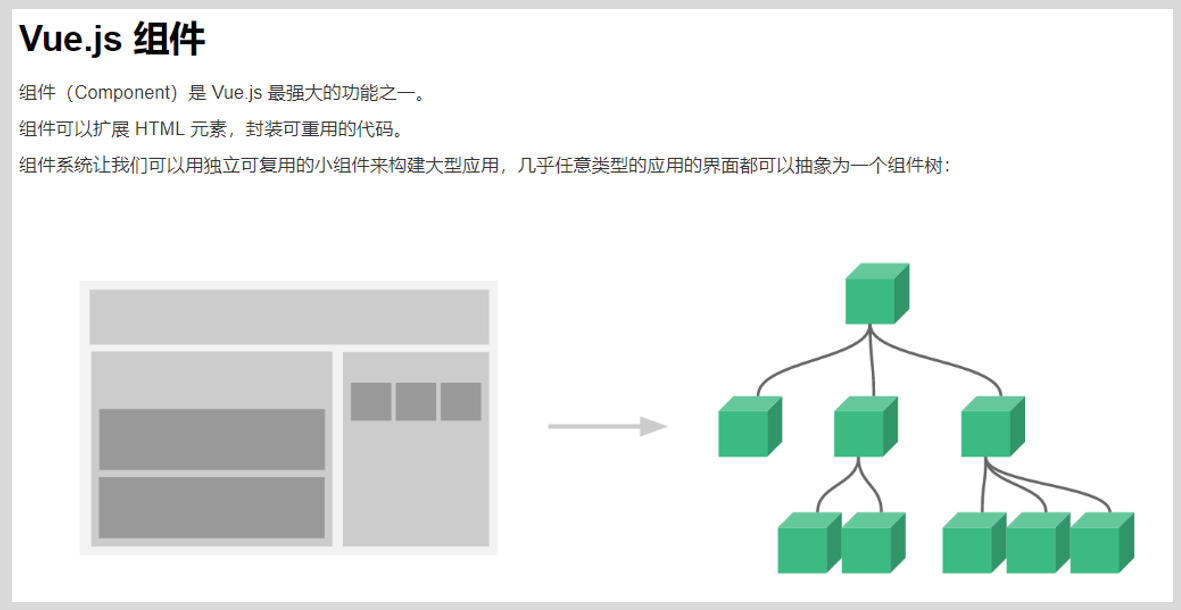 Vue.js 组件
组件（Component）是 Vue.js 最强大的功能之一。
组件可以扩展 HTML 元素，封装可重用的代码。
组件系统让我们可以用独立可复用的小组件来构建大型应用，几乎任意类型的应用的界面都可以抽象为一个组件树：